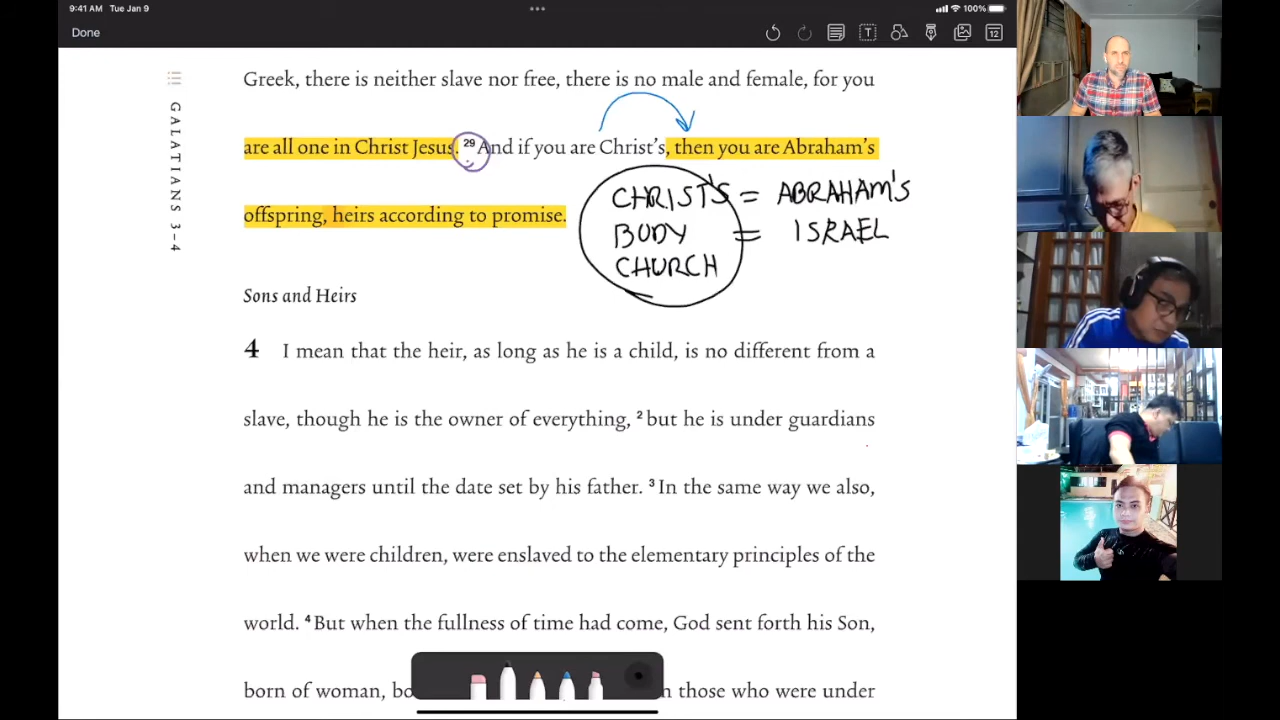 9:41 AM Tue Jan 9
100%
Done
12
GALATIANS 3-4
Greek, there is neither slave nor free, there is no male and female, for you
are all one in Christ Jesus. 29 And if you are Christ's, then you are Abraham's
offspring, heirs according to promise.
CHRIST'S = ABRAHAM'S
BODY = ISRAEL
CHURCH
Sons and Heirs
4 I mean that the heir, as long as he is a child, is no different from a
slave, though he is the owner of everything, 2 but he is under guardians
and managers until the date set by his father. 3 In the same way we also,
when we were children, were enslaved to the elementary principles of the
world. 4 But when the fullness of time had come, God sent forth his Son,
born of woman, those who were under